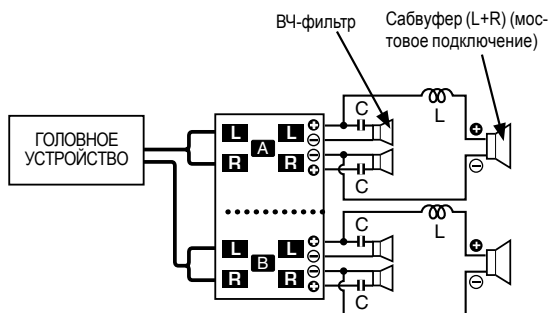 ВЧ-фильтр
Сабвуфер (L+R) (мос-
товое подключение)
ГОЛОВНОЕ
УСТРОЙСТВО
L L
A
R R
C
C
L
L L
B
R R
C
C
L